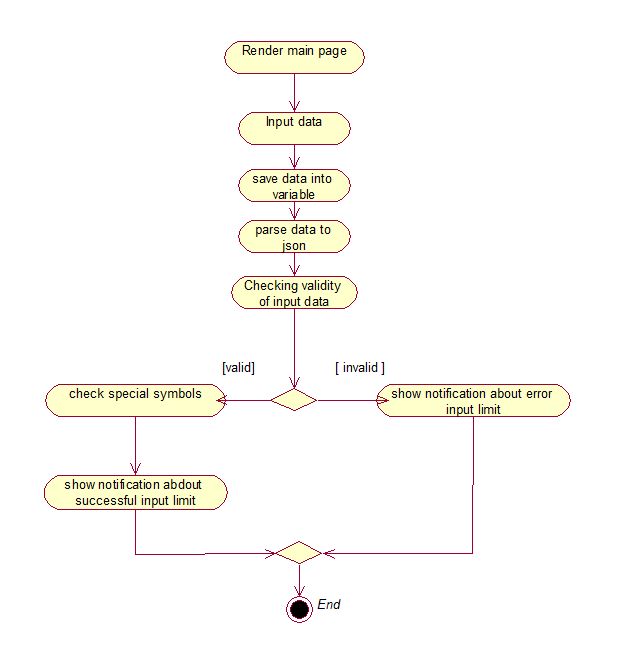 Render main page
Input data
save data into
variable
parse data to
json
Checking validity
of input data
[valid]
[ invalid ]
check special symbols
show notification about error
input limit
show notification abdout
successful input limit
End